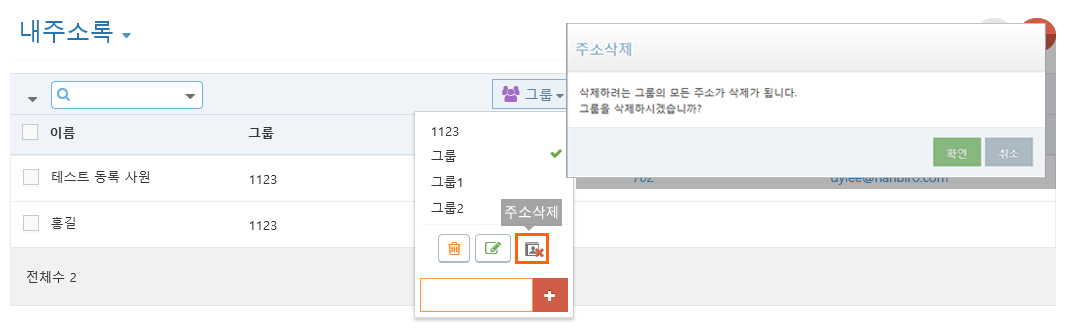 내주소록
그룹
이름
그룹
테스트 동록 사원
1123
홍길
1123
전체수 2
1123
그룹
그룹1
그룹2
주소삭제
주소삭제
삭제하려는 그룹의 모든 주소가 삭제가 됩니다.
그룹을 삭제하시겠습니까?
확인
취소